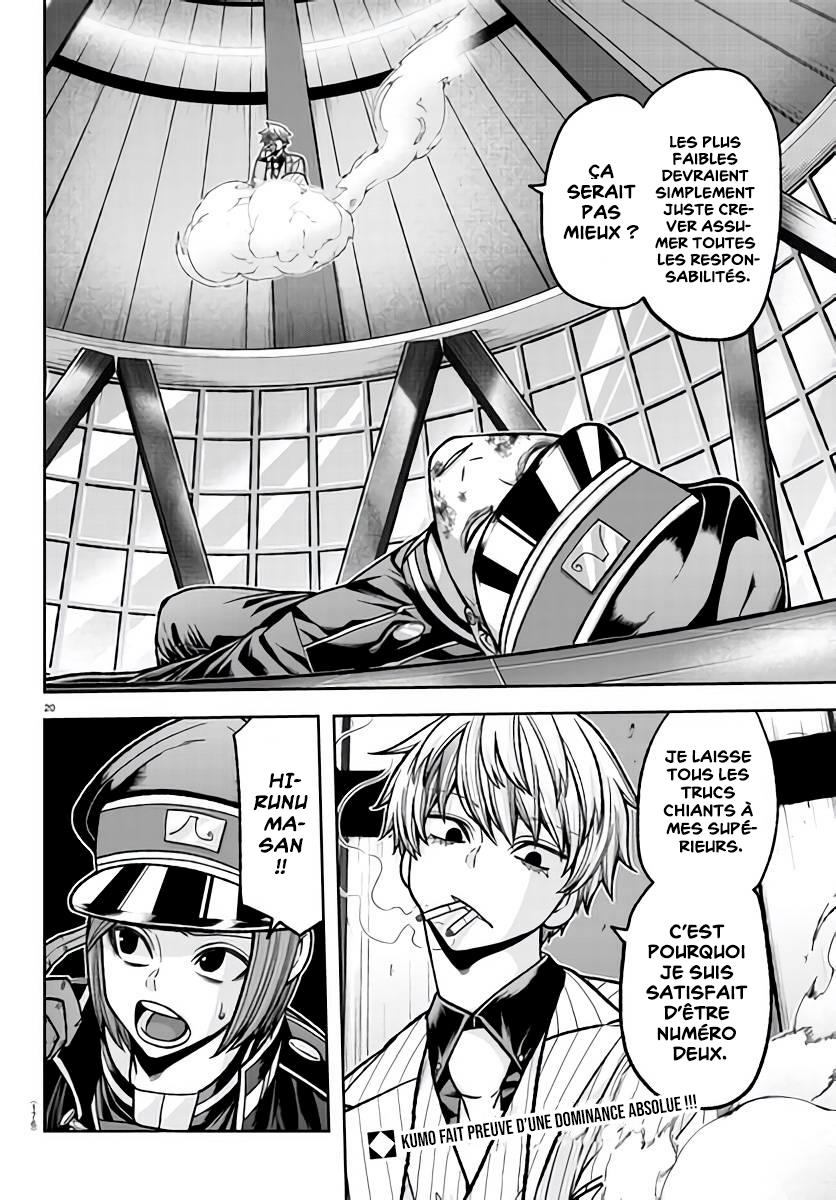 LES PLUS
FAIBLES
DEVRAIENT
SIMPLEMENT
JUSTE CRE-
VER ASSU-
MER TOUTES
LES RESPON-
SABILITÉS.
ÇA
SERAIT
PAS
MIEUX ?
20
JE LAISSE
TOUS LES
TRUCS
CHIANTS À
MES SUPÉ-
RIEURS.
C'EST
POURQUOI
JE SUIS
SATISFAIT
D'ÊTRE
NUMÉRO
DEUX.
HI-
RUNU
MA-
SAN
!!
KUMO FAIT PREUVE D'UNE DOMINANCE ABSOLUE !!!